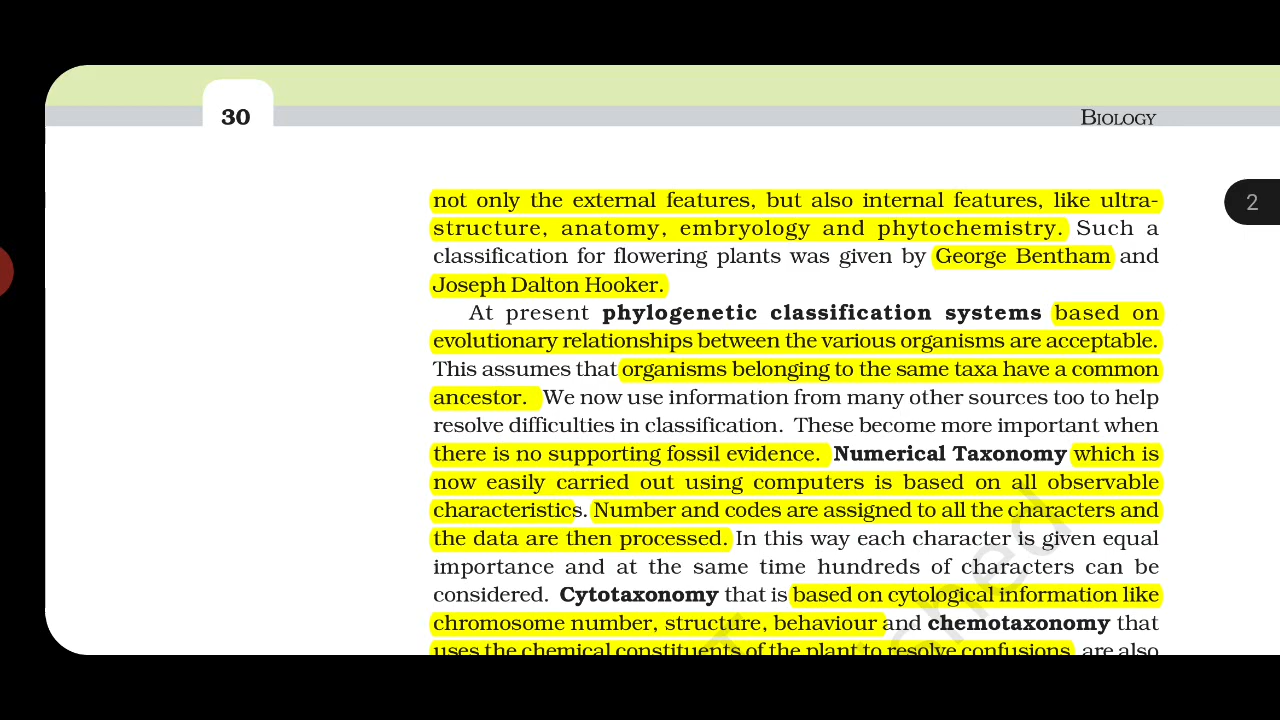 30
BIOLOGY
not only the external features, but also internal features, like ultra-
2
structure, anatomy, embryology and phytochemistry. Such a
classification for flowering plants was given by George Bentham and
Joseph Dalton Hooker.
At present phylogenetic classification systems based on
evolutionary relationships between the various organisms are acceptable.
This assumes that organisms belonging to the same taxa have a common
ancestor. We now use information from many other sources too to help
resolve difficulties in classification. These become more important when
there is no supporting fossil evidence. Numerical Taxonomy which is
now easily carried out using computers is based on all observable
characteristics. Number and codes are assigned to all the characters and
the data are then processed. In this way each character is given equal
importance and at the same time hundreds of characters can be
considered. Cytotaxonomy that is based on cytological information like
chromosome number, structure, behaviour and chemotaxonomy that
uses the chemical constituents of the plant to resolve confusions, are also